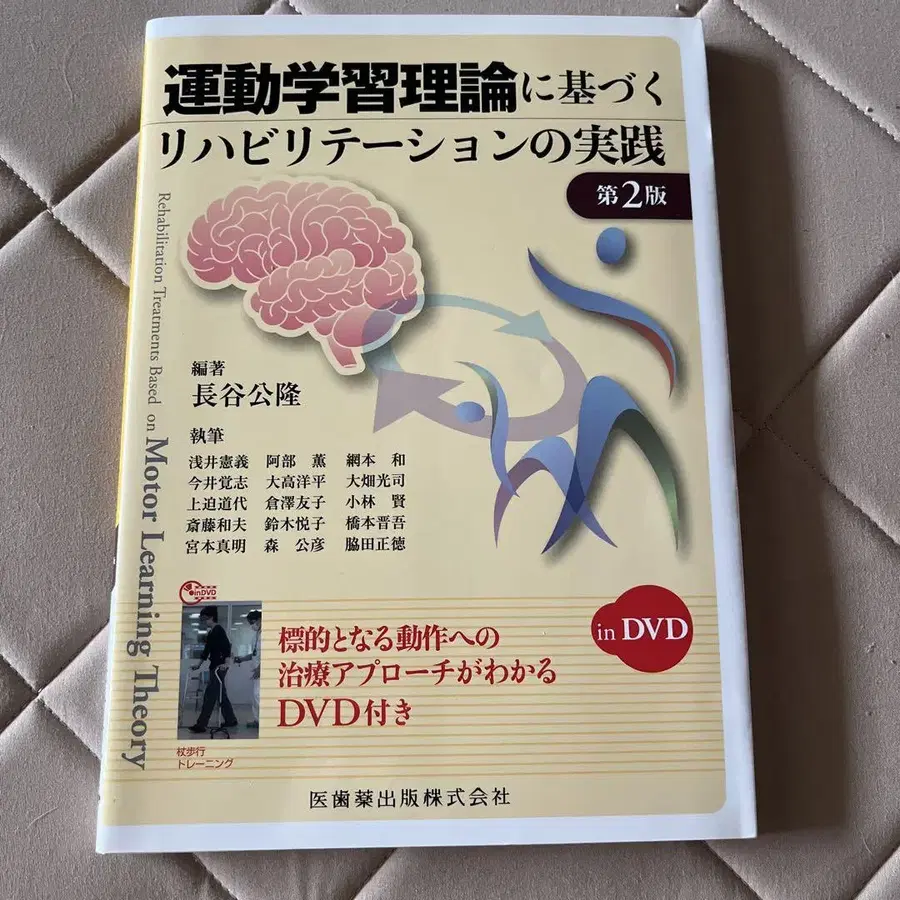 運動学習理論に基づく
リハビリテーションの実践
第2版
Rehabilitation Treatments Based on Motor Learning Theory
編著
長谷公隆
執筆
浅井憲義 阿部 薫 網本 和
今井覚志 大高洋平 大畑光司
上迫道代 倉澤友子 小林 賢
斎藤和夫 鈴木悦子 橋本晋吾
宮本真明 森 公彦 脇田正徳
inDVD
標的となる動作への
治療アプローチがわかる
DVD付き
in DVD
杖歩行
トレーニング
医歯薬出版株式会社